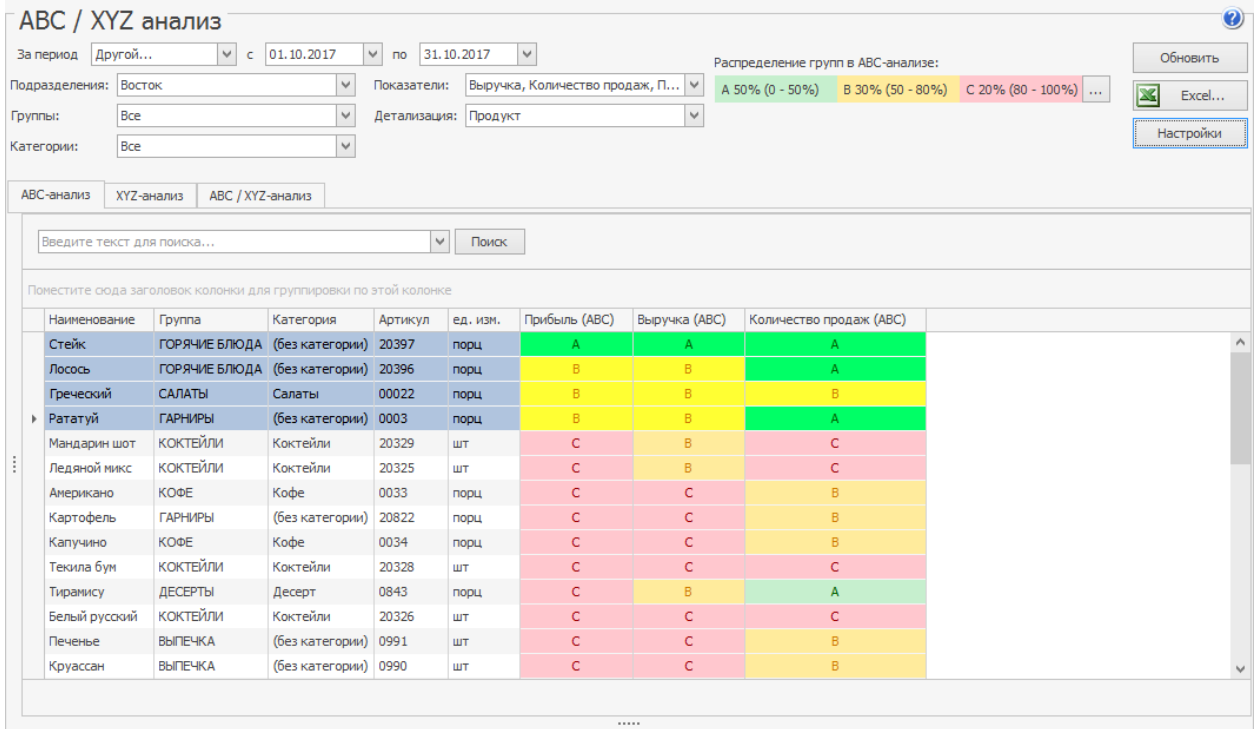 ABC / XYZ анализ
За период Другой... с 01.10.2017 по 31.10.2017
Распределение групп в ABC-анализе:
Обновить
Подразделения: Восток Показатели: Выручка, Количество продаж, П...
A 50% (0 - 50%) B 30% (50 - 80%) C 20% (80 - 100%) ...
Excel...
Группы: Все Детализация: Продукт
Настройки
Категории: Все
ABC-анализ XYZ-анализ ABC / XYZ-анализ
Введите текст для поиска... Поиск
Поместите сюда заголовок колонки для группировки по этой колонке
Наименование Группа Категория Артикул ед. изм. Прибыль (ABC) Выручка (ABC) Количество продаж (ABC)
Стейк ГОРЯЧИЕ БЛЮДА (без категории) 20397 порц A A A
Лосось ГОРЯЧИЕ БЛЮДА (без категории) 20396 порц B B A
Греческий САЛАТЫ Салаты 00022 порц B B B
Рататуй ГАРНИРЫ (без категории) 0003 порц B B A
Мандарин шот КОКТЕЙЛИ Коктейли 20329 шт C B C
Ледяной микс КОКТЕЙЛИ Коктейли 20325 шт C B C
Американо КОФЕ Кофе 0033 порц C C B
Картофель ГАРНИРЫ (без категории) 20822 порц C C B
Капучино КОФЕ Кофе 0034 порц C C B
Текила бум КОКТЕЙЛИ Коктейли 20328 шт C C C
Тирамису ДЕСЕРТЫ Десерт 0843 порц C B A
Белый русский КОКТЕЙЛИ Коктейли 20326 шт C C C
Печенье ВЫПЕЧКА (без категории) 0991 шт C C B
Круассан ВЫПЕЧКА (без категории) 0990 шт C C B